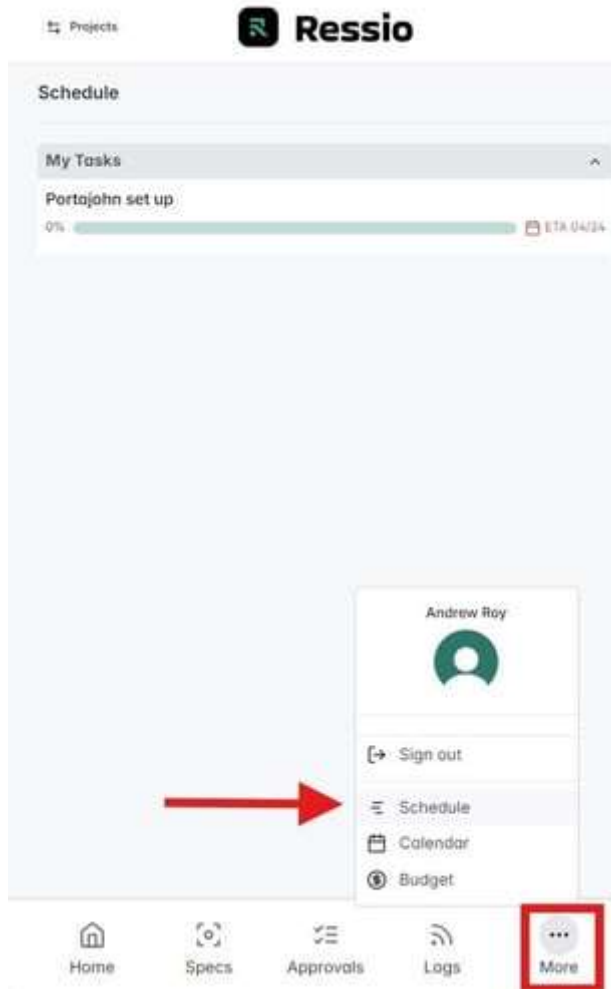 Projects
Ressio
Schedule
My Tasks
Portajohn set up
0%
ETA 04/24
Andrew Roy
Sign out
Schedule
Calendar
Budget
Home Specs Approvals Logs More